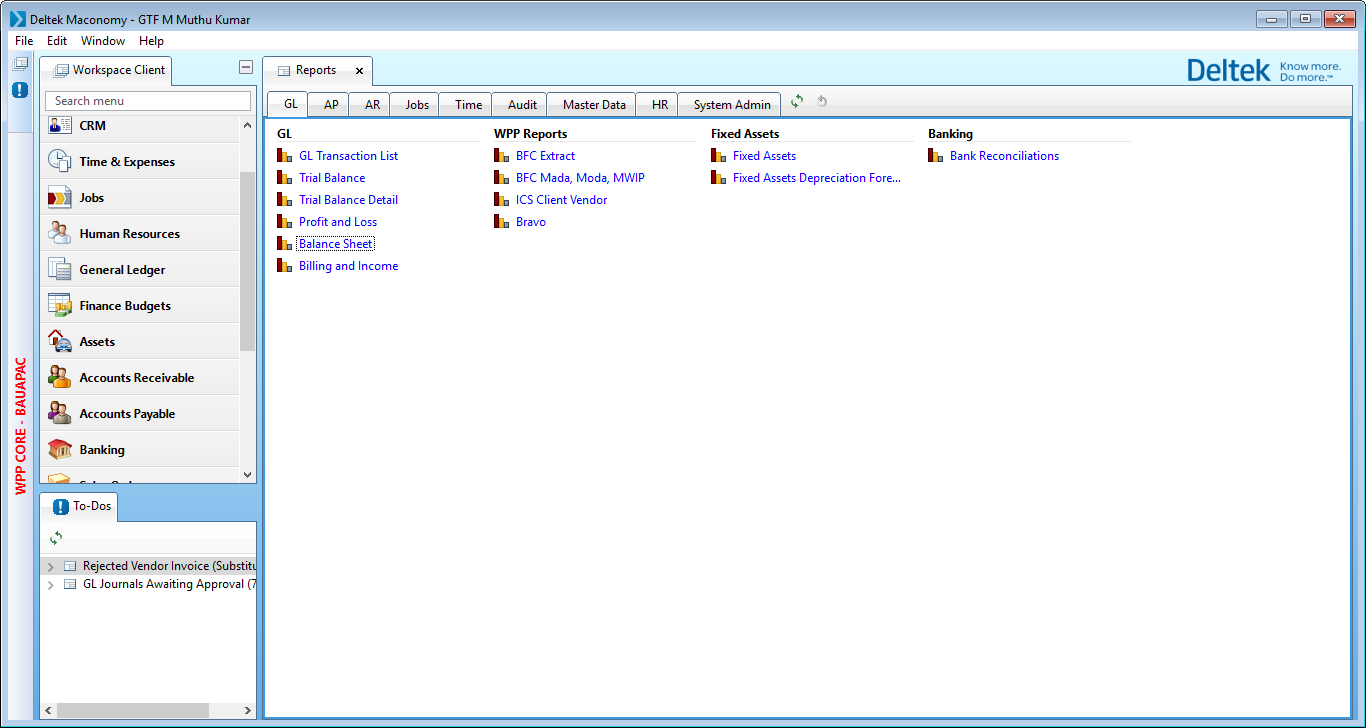 Deltek Maconomy - GTF M Muthu Kumar
File Edit Window Help
Workspace Client
Reports
Deltek Know more. Do more.™
Search menu
GL AP AR Jobs Time Audit Master Data HR System Admin
CRM
Time & Expenses
Jobs
Human Resources
General Ledger
Finance Budgets
Assets
Accounts Receivable
Accounts Payable
Banking
GL
GL Transaction List
Trial Balance
Trial Balance Detail
Profit and Loss
Balance Sheet
Billing and Income
WPP Reports
BFC Extract
BFC Mada, Moda, MWIP
ICS Client Vendor
Bravo
Fixed Assets
Fixed Assets
Fixed Assets Depreciation Fore...
Banking
Bank Reconciliations
WPP CORE - BAUAPAC
To-Dos
Rejected Vendor Invoice (Substitu
GL Journals Awaiting Approval (7